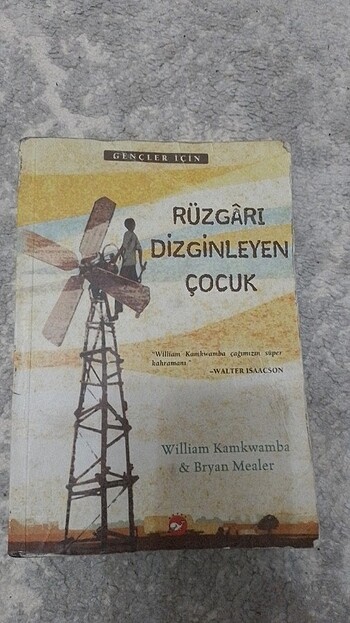 GENÇLER İÇİN
RÜZGÂRI
DİZGİNLEYEN
ÇOCUK
"William Kamkwamba çağımızın süper
kahramanı."
-WALTER ISAACSON
William Kamkwamba
& Bryan Mealer